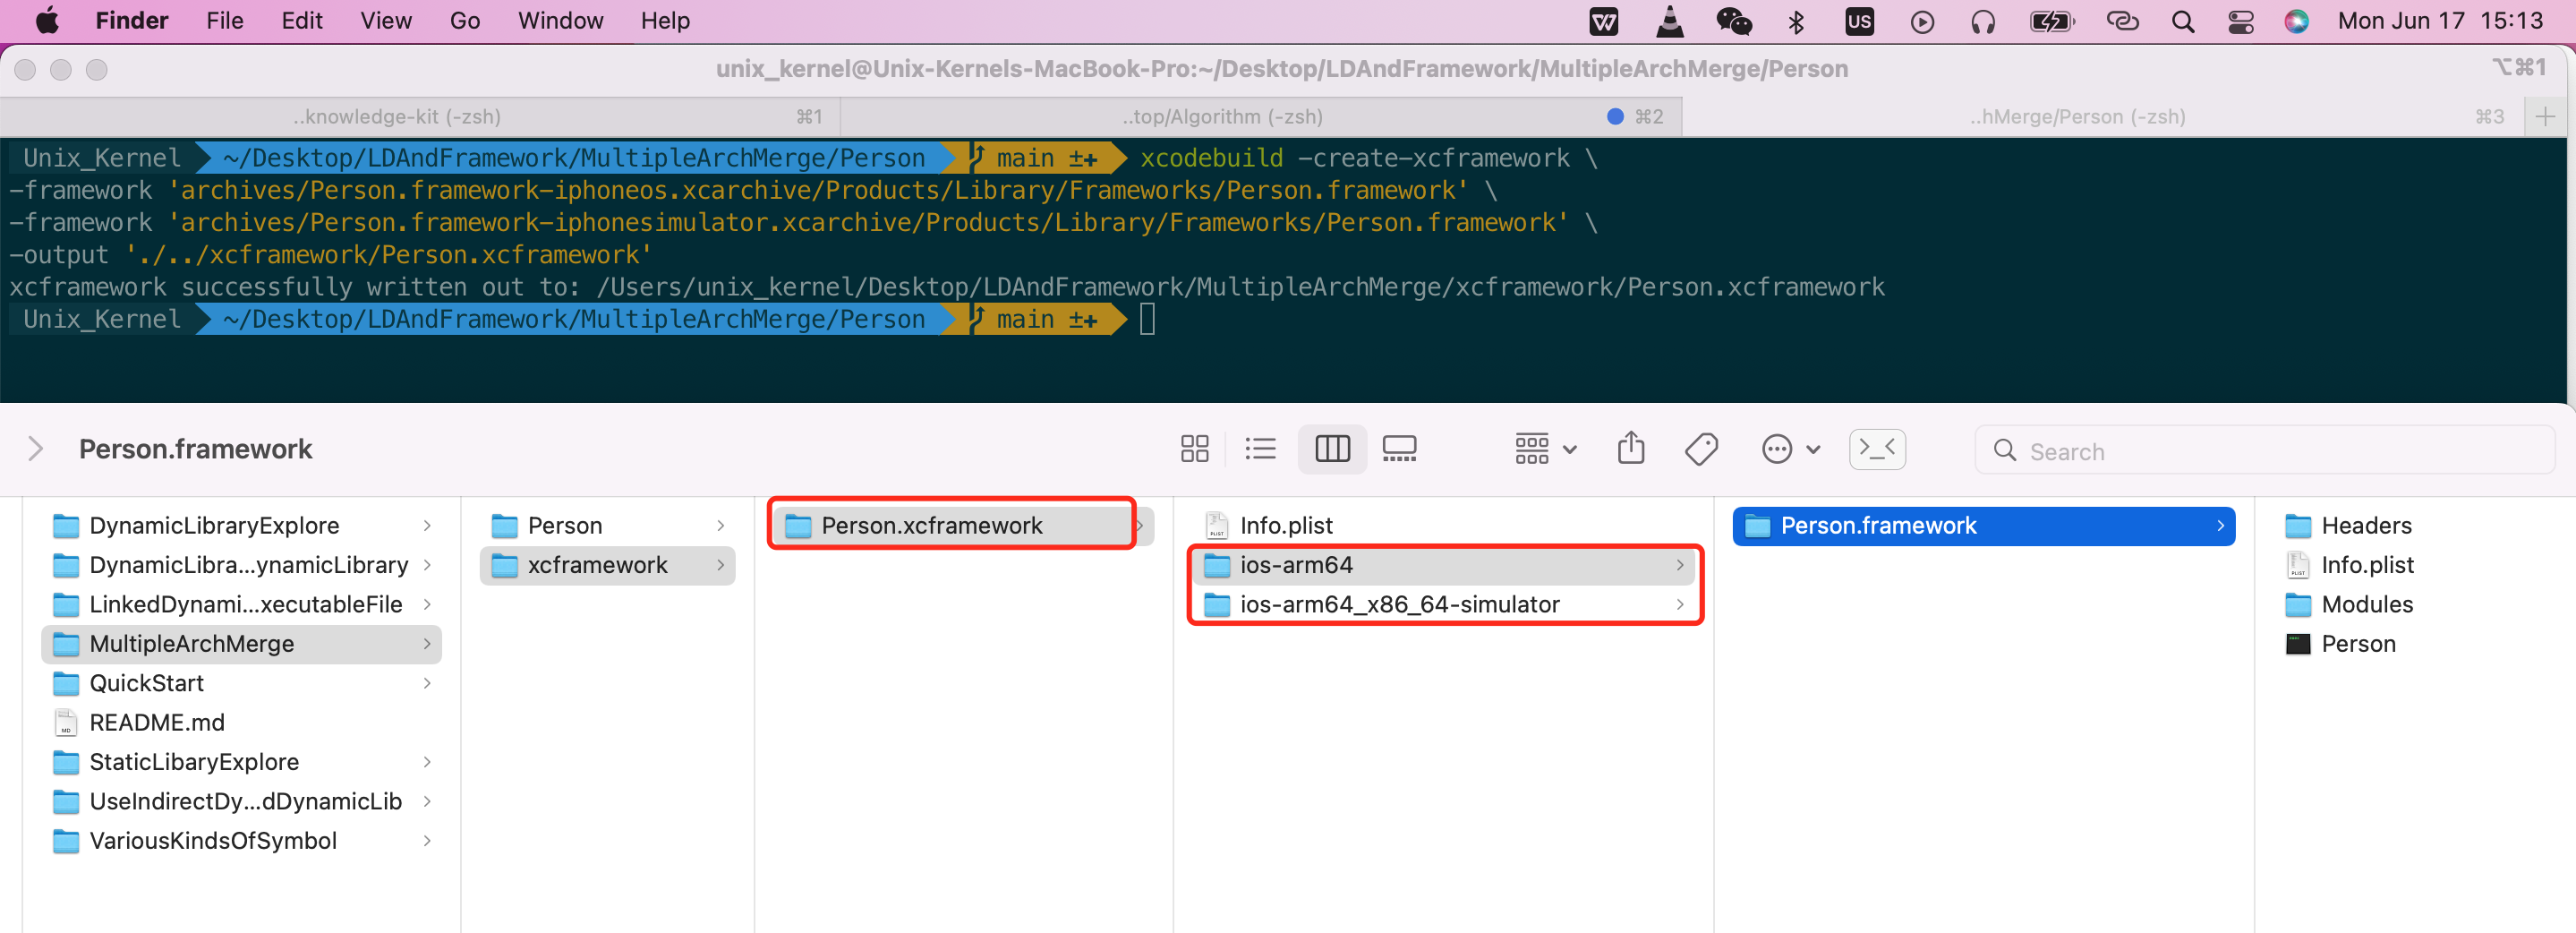 Finder File Edit View Go Window Help US Mon Jun 17 15:13
unix_kernel@Unix-Kernels-MacBook-Pro:~/Desktop/LDAndFramework/MultipleArchMerge/Person ⌥⌘1
..knowledge-kit (-zsh) ⌘1 ..top/Algorithm (-zsh) ⌘2 ..hMerge/Person (-zsh) ⌘3
Unix_Kernel ~/Desktop/LDAndFramework/MultipleArchMerge/Person main ±+ xcodebuild -create-xcframework \
-framework 'archives/Person.framework-iphoneos.xcarchive/Products/Library/Frameworks/Person.framework' \
-framework 'archives/Person.framework-iphonesimulator.xcarchive/Products/Library/Frameworks/Person.framework' \
-output './../xcframework/Person.xcframework'
xcframework successfully written out to: /Users/unix_kernel/Desktop/LDAndFramework/MultipleArchMerge/xcframework/Person.xcframework
Unix_Kernel ~/Desktop/LDAndFramework/MultipleArchMerge/Person main ±+
Person.framework Search
DynamicLibraryExplore
DynamicLibra...ynamicLibrary
LinkedDynami...xecutableFile
MultipleArchMerge
QuickStart
README.md
StaticLibaryExplore
UseIndirectDy...dDynamicLib
VariousKindsOfSymbol
Person
xcframework
Person.xcframework
Info.plist
ios-arm64
ios-arm64_x86_64-simulator
Person.framework
Headers
Info.plist
Modules
Person